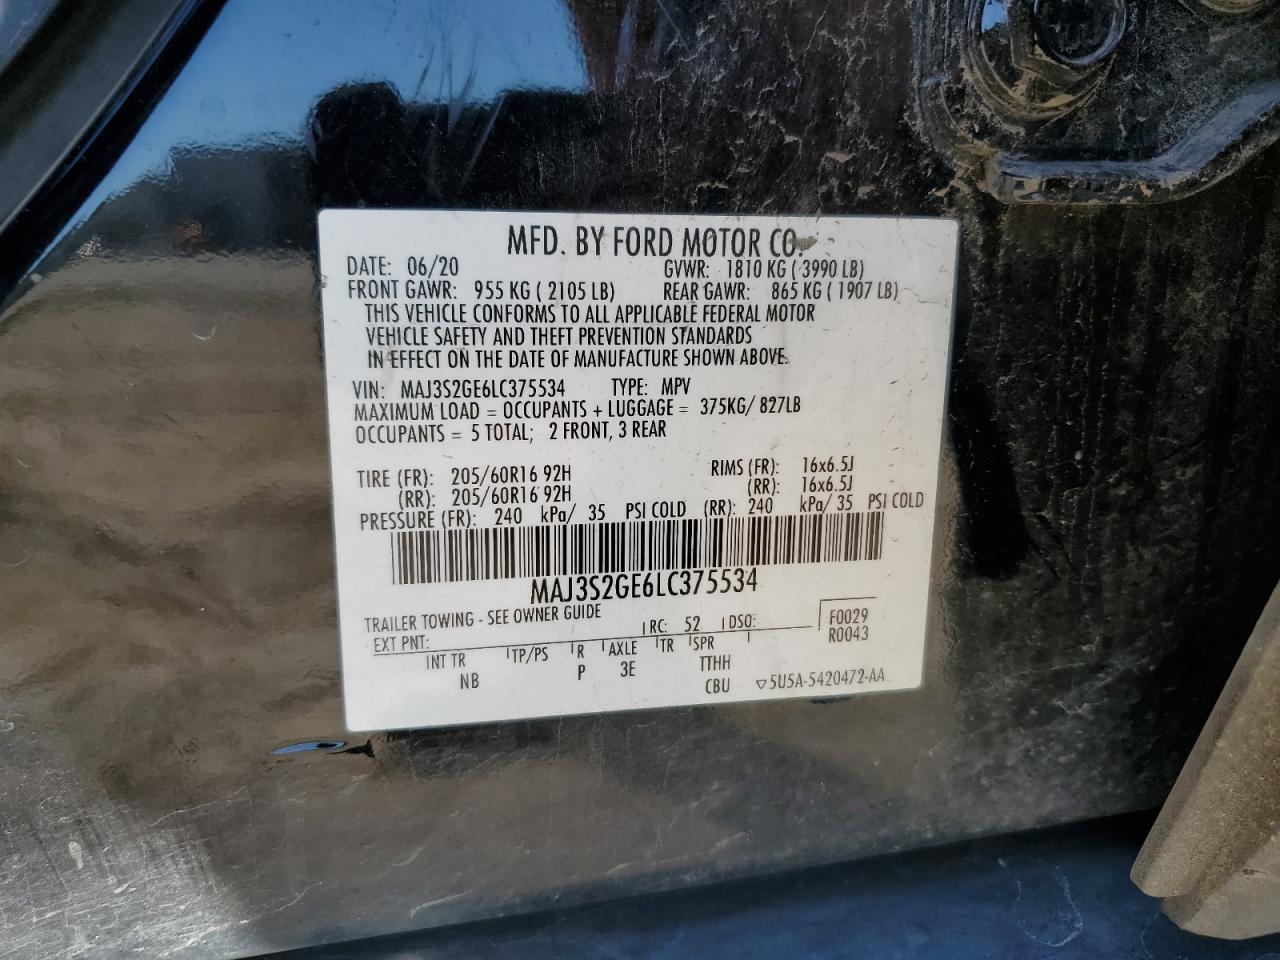 MFD. BY FORD MOTOR CO.
DATE: 06/20 GVWR: 1810 KG ( 3990 LB)
FRONT GAWR: 955 KG ( 2105 LB) REAR GAWR: 865 KG ( 1907 LB)
THIS VEHICLE CONFORMS TO ALL APPLICABLE FEDERAL MOTOR
VEHICLE SAFETY AND THEFT PREVENTION STANDARDS
IN EFFECT ON THE DATE OF MANUFACTURE SHOWN ABOVE.
VIN: MAJ3S2GE6LC375534 TYPE: MPV
MAXIMUM LOAD = OCCUPANTS + LUGGAGE = 375KG/ 827LB
OCCUPANTS = 5 TOTAL; 2 FRONT, 3 REAR
TIRE (FR): 205/60R16 92H RIMS (FR): 16x6.5J
(RR): 205/60R16 92H (RR): 16x6.5J
PRESSURE (FR): 240 kPa/ 35 PSI COLD (RR): 240 kPa/ 35 PSI COLD
MAJ3S2GE6LC375534
TRAILER TOWING - SEE OWNER GUIDE
EXT PNT: RC: 52 DSO: F0029
R0043
INT TR TP/PS R AXLE TR SPR
NB P 3E TTHH
CBU ▽5U5A-5420472-AA